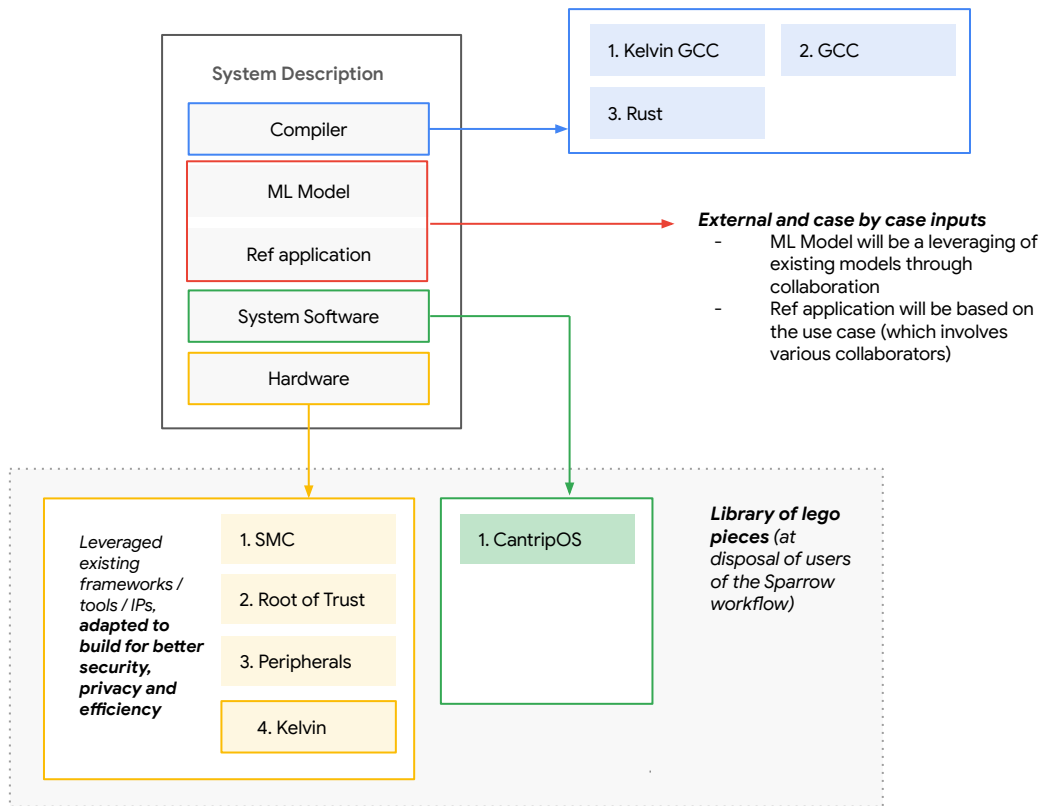 System Description
Compiler
ML Model
Ref application
System Software
Hardware
1. Kelvin GCC
2. GCC
3. Rust
External and case by case inputs
- ML Model will be a leveraging of
existing models through
collaboration
- Ref application will be based on
the use case (which involves
various collaborators)
Leveraged
existing
frameworks /
tools / IPs,
adapted to
build for better
security,
privacy and
efficiency
1. SMC
2. Root of Trust
3. Peripherals
4. Kelvin
1. CantripOS
Library of lego
pieces (at
disposal of users
of the Sparrow
workflow)